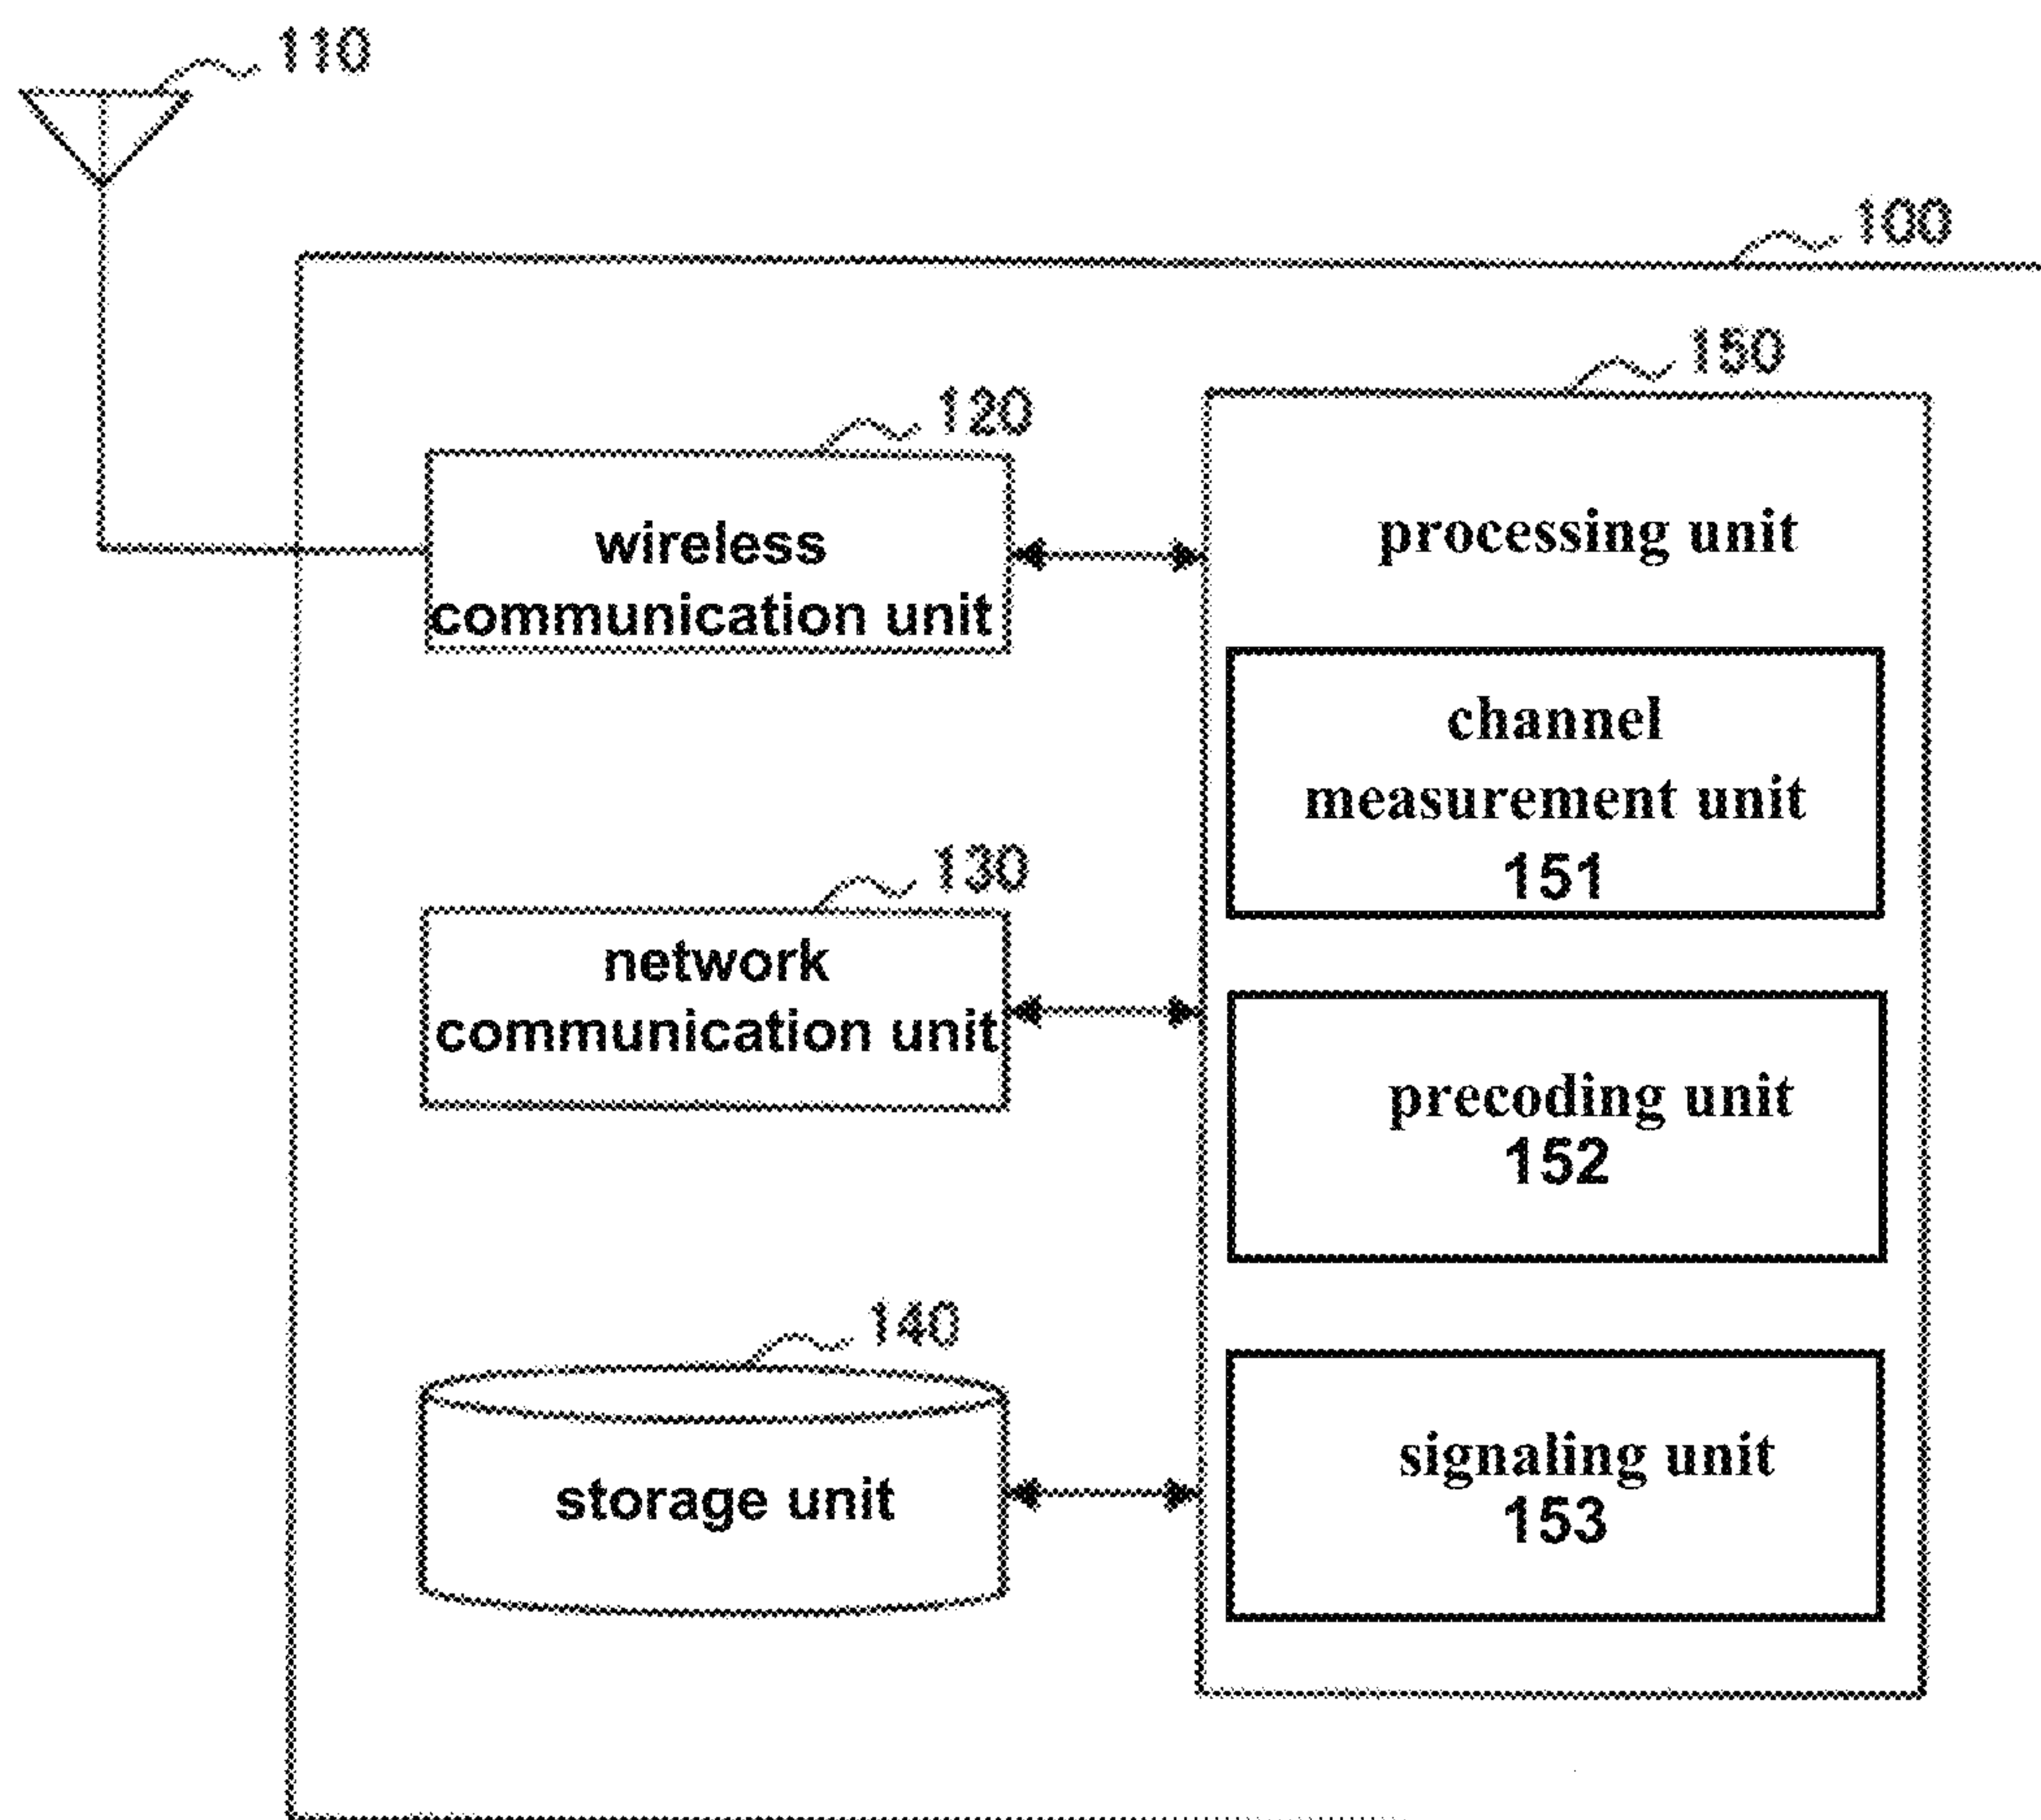 110
100
150
120
wireless
communication unit
processing unit
channel
measurement unit
151
130
network
communication unit
precoding unit
152
140
storage unit
signaling unit
153